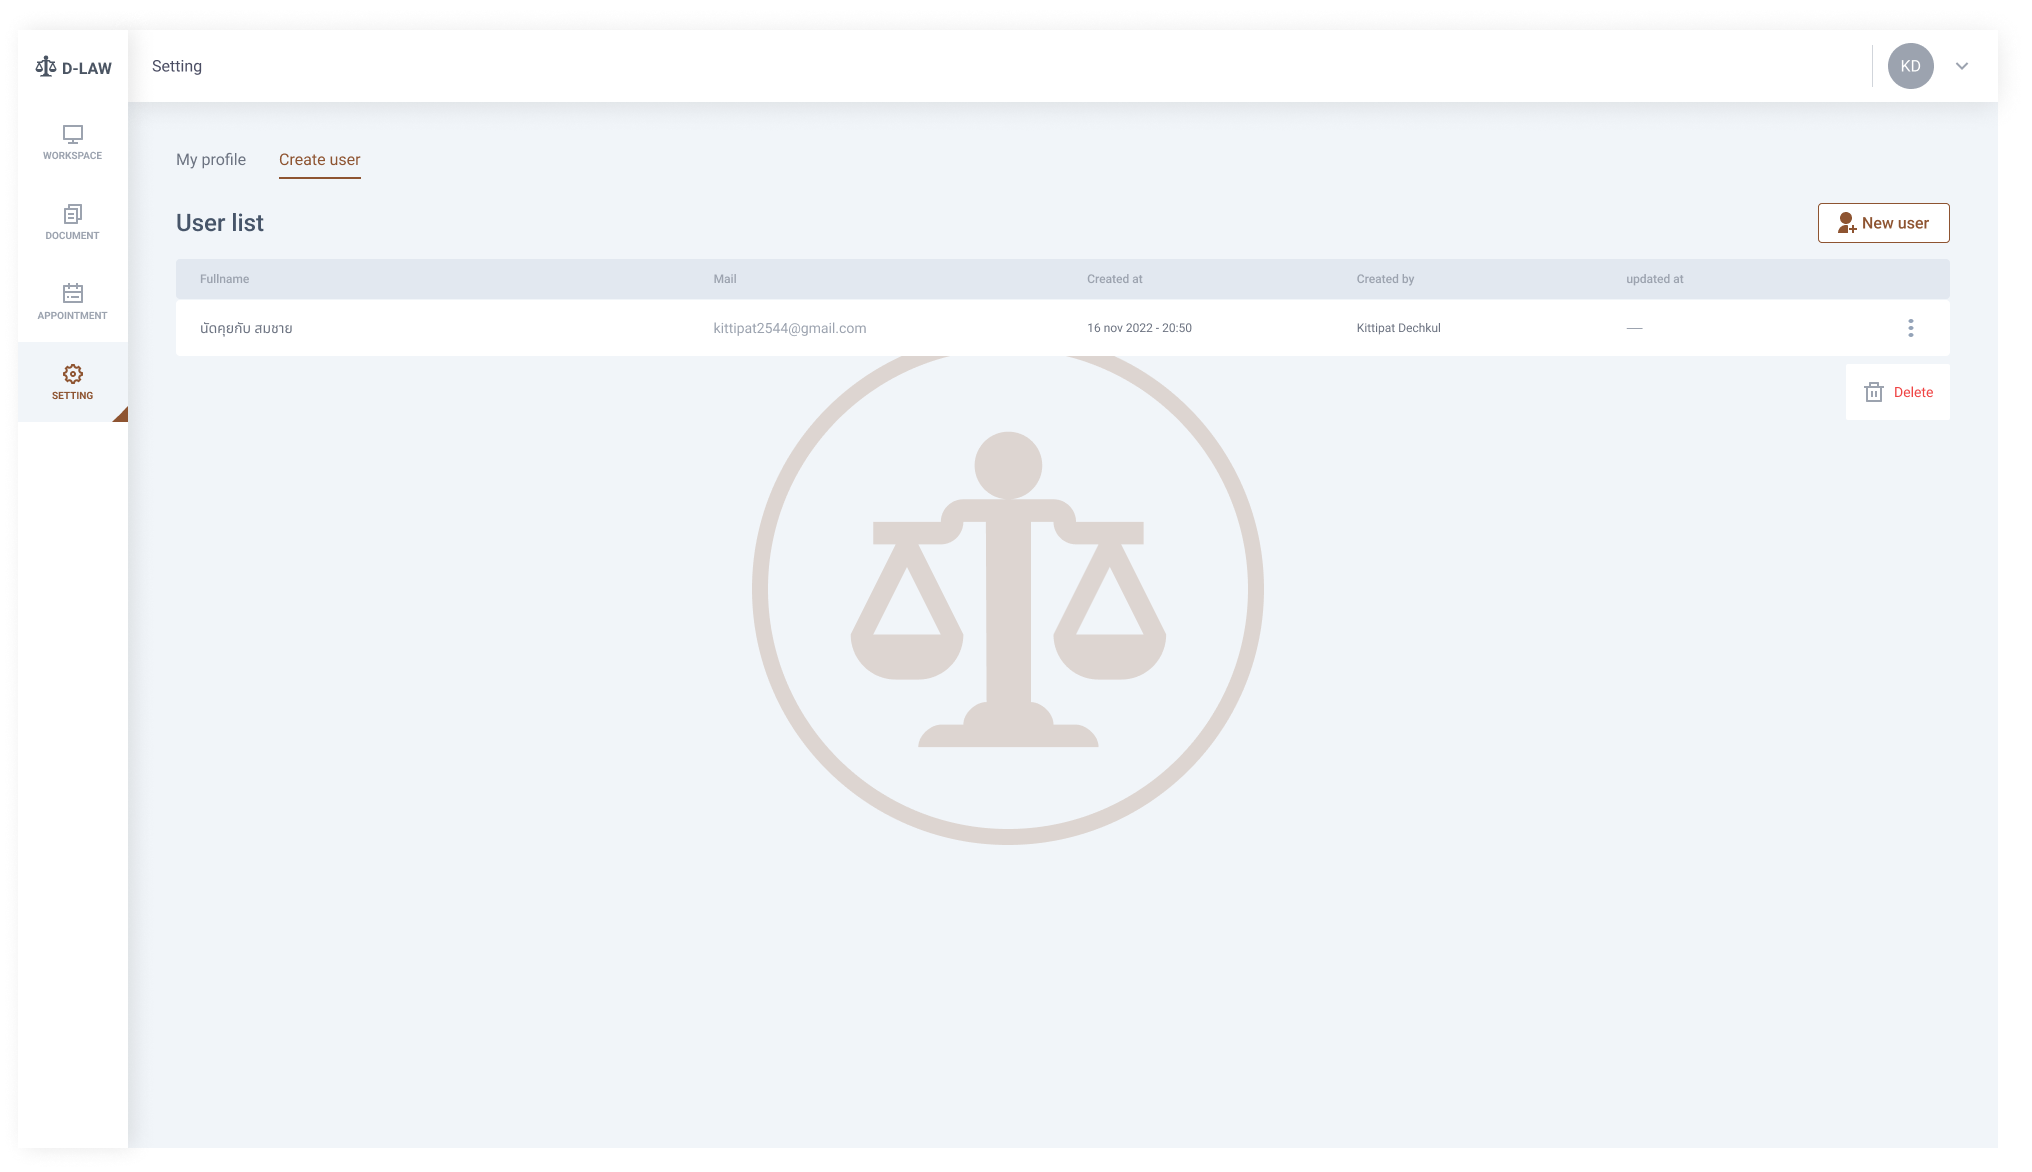 D-LAW
Setting
KD
WORKSPACE
DOCUMENT
APPOINTMENT
SETTING
My profile
Create user
User list
New user
Fullname Mail Created at Created by updated at
นัดคุยกับ สมชาย kittipat2544@gmail.com 16 nov 2022 - 20:50 Kittipat Dechkul —
Delete